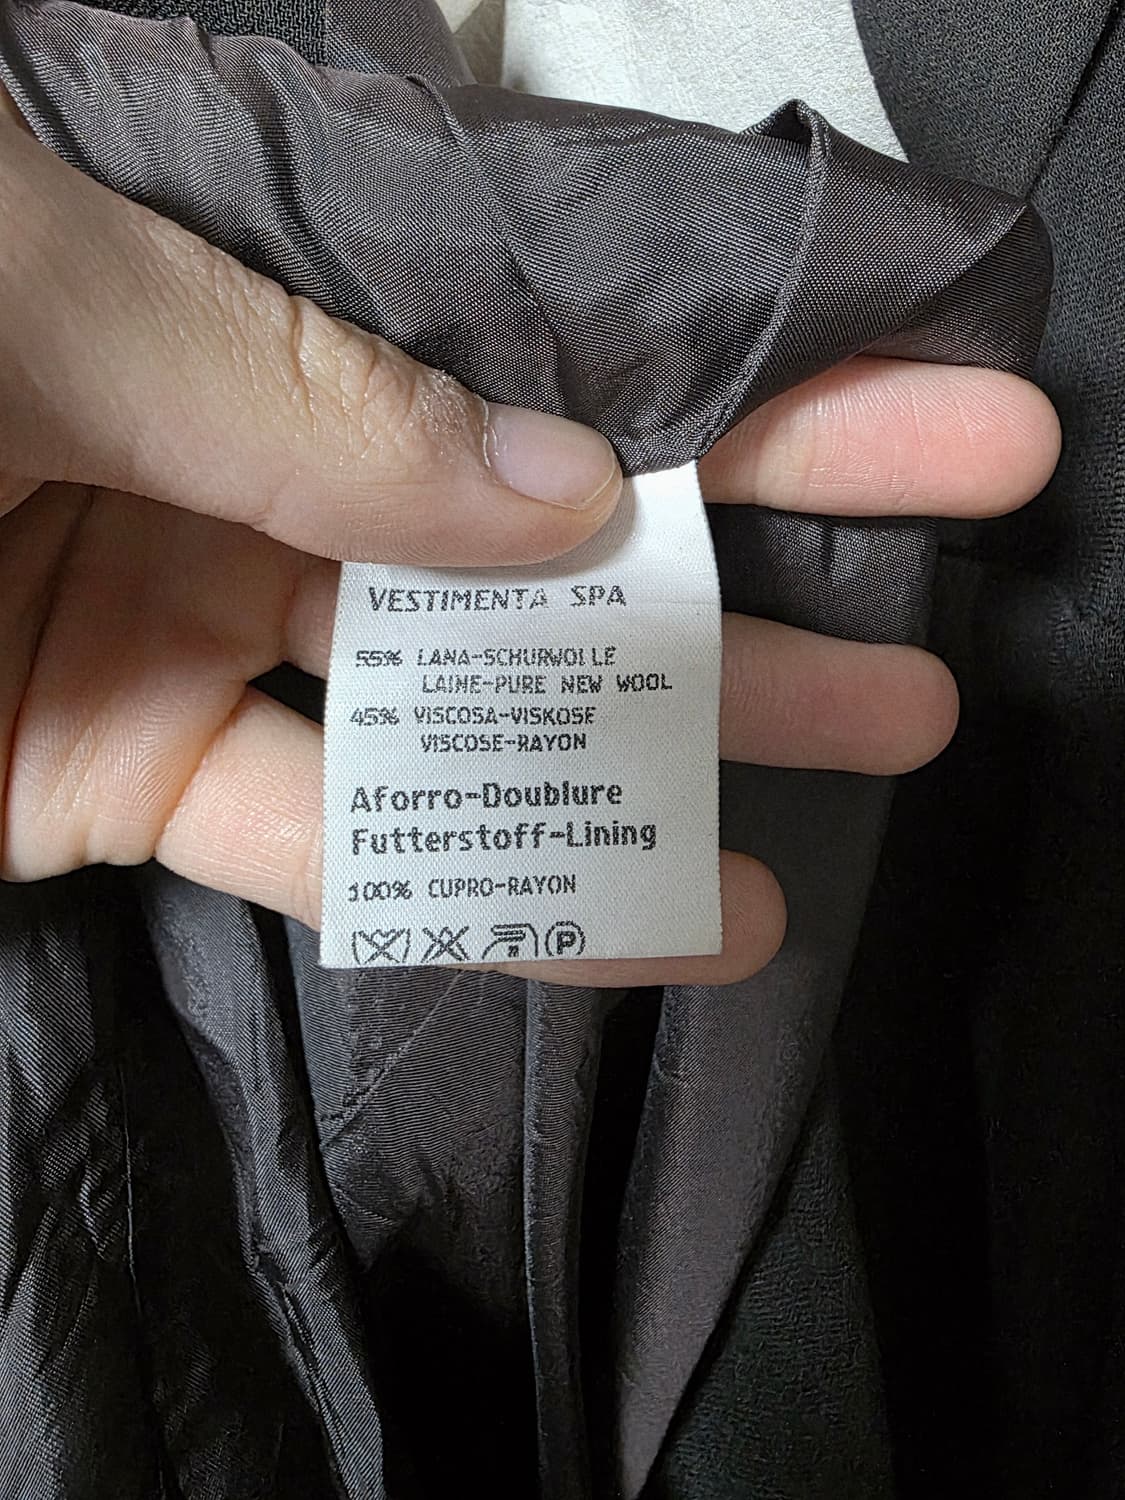 VESTIMENTA SPA
55% LANA-SCHURWOLLE
LAINE-PURE NEW WOOL
45% VISCOSA-VISKOSE
VISCOSE-RAYON
Aforro-Doublure
Futterstoff-Lining
100% CUPRO-RAYON
P